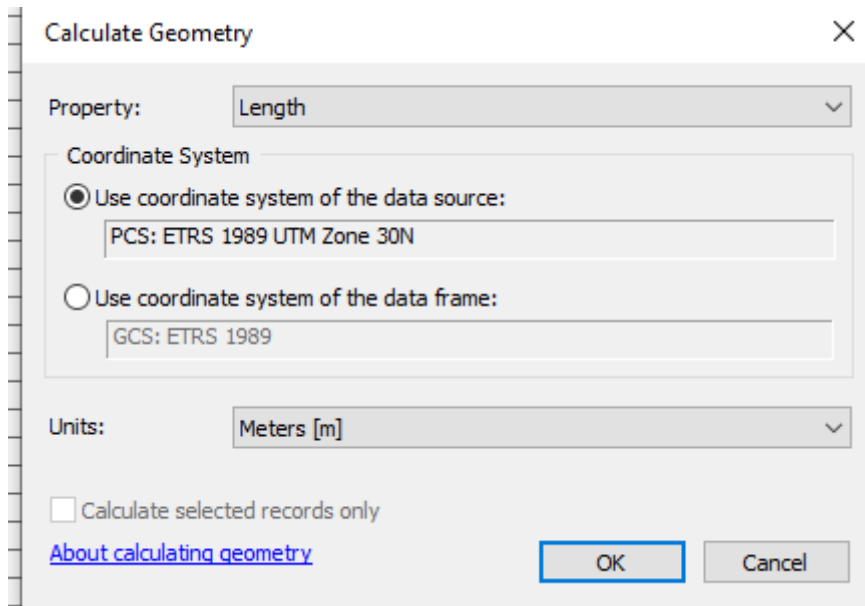 Calculate Geometry
Property: Length
Coordinate System
Use coordinate system of the data source:
PCS: ETRS 1989 UTM Zone 30N
Use coordinate system of the data frame:
GCS: ETRS 1989
Units: Meters [m]
Calculate selected records only
About calculating geometry
OK Cancel